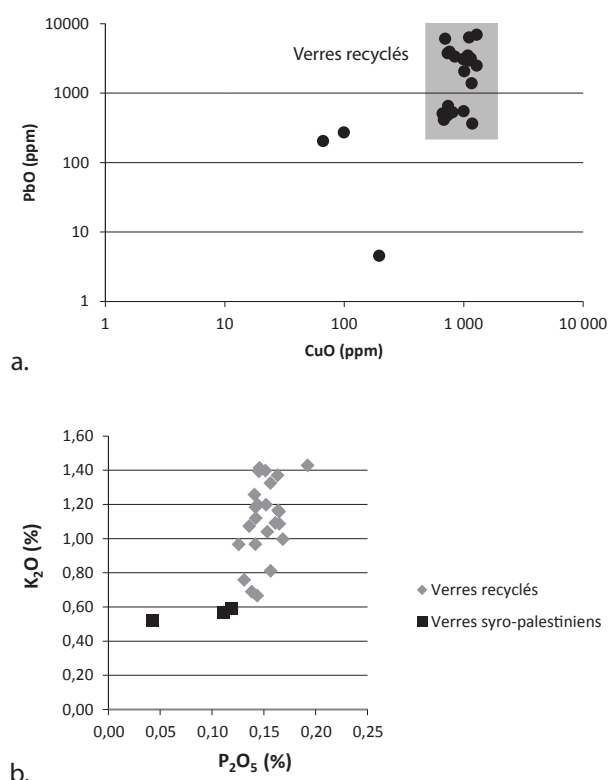 10000
Verres recyclés
1000
100
10
1
PbO (ppm)
1 10 100 1 000 10 000
CuO (ppm)
a.
1,60
1,40
1,20
1,00
0,80
0,60
0,40
0,20
0,00
K₂O (%)
Verres recyclés
Verres syro-palestiniens
0,00 0,05 0,10 0,15 0,20 0,25
P₂O₅ (%)
b.